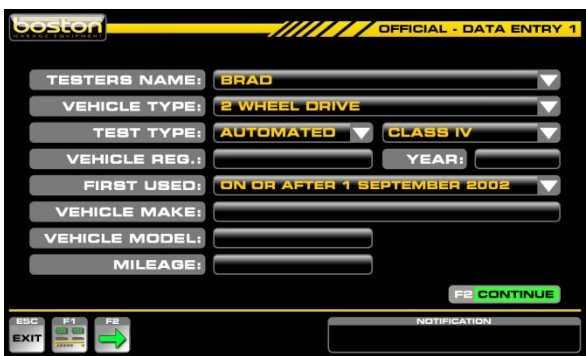 boston
GARAGE EQUIPMENT
OFFICIAL - DATA ENTRY 1
TESTERS NAME: BRAD
VEHICLE TYPE: 2 WHEEL DRIVE
TEST TYPE: AUTOMATED CLASS IV
VEHICLE REG.: YEAR:
FIRST USED: ON OR AFTER 1 SEPTEMBER 2002
VEHICLE MAKE:
VEHICLE MODEL:
MILEAGE:
F2 CONTINUE
ESC F1 F2 NOTIFICATION
EXIT